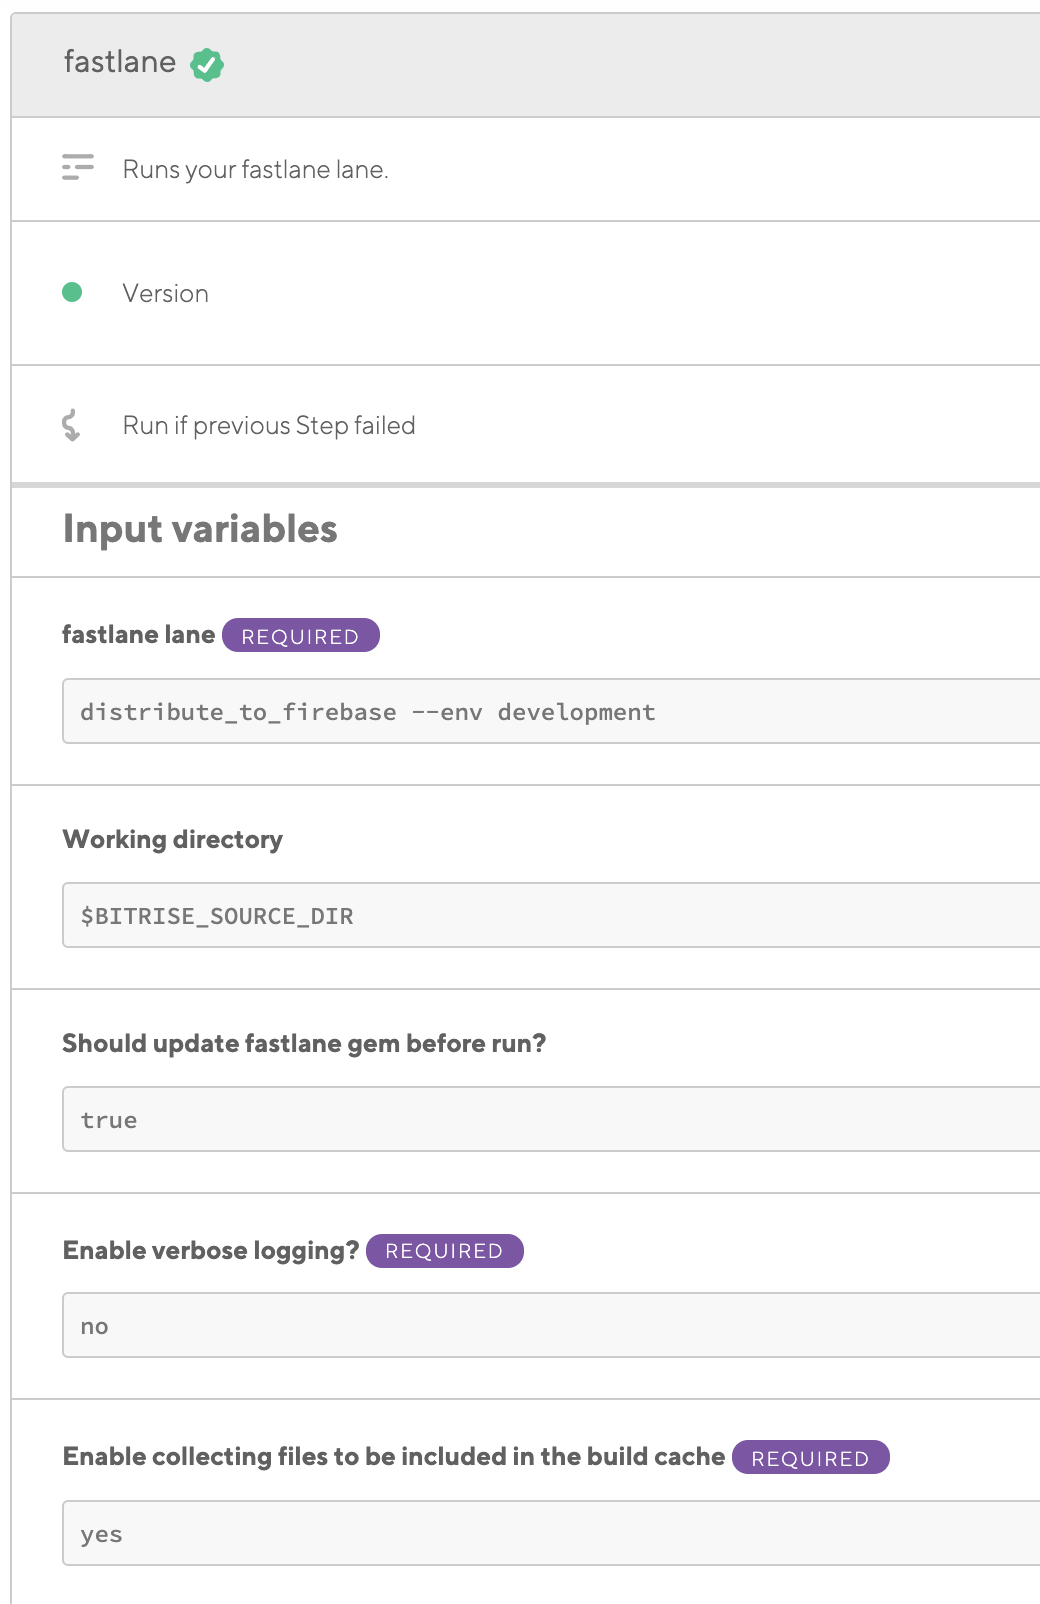 fastlane
Runs your fastlane lane.
Version
Run if previous Step failed
Input variables
fastlane lane REQUIRED
distribute_to_firebase --env development
Working directory
$BITRISE_SOURCE_DIR
Should update fastlane gem before run?
true
Enable verbose logging? REQUIRED
no
Enable collecting files to be included in the build cache REQUIRED
yes